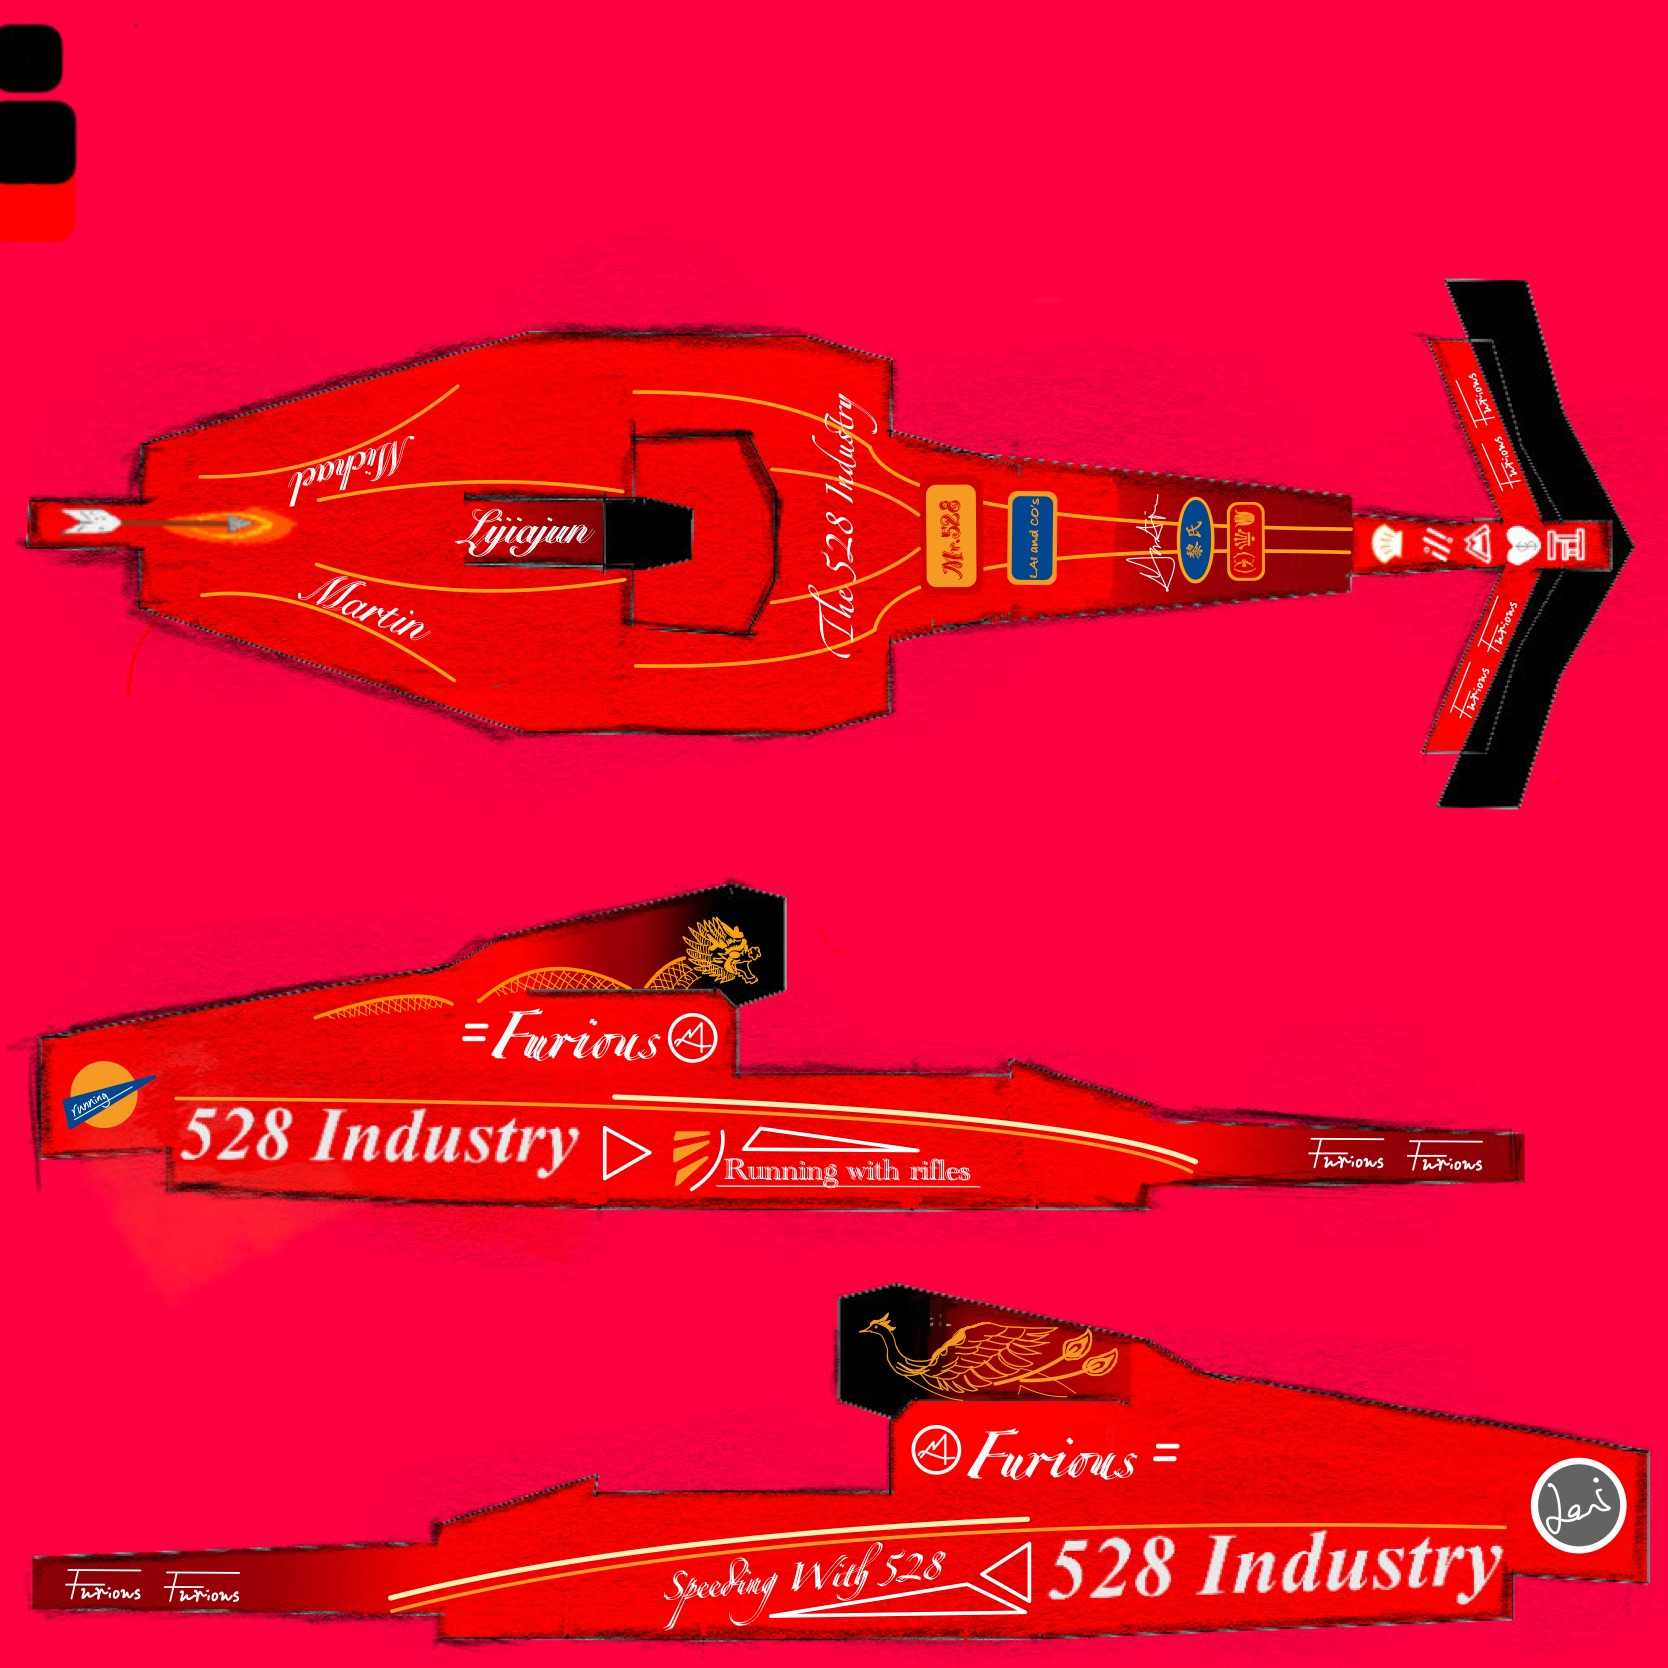 Michael
Lijiajun
Martin
The 528 Industry
Mr.528
LAI and CO's
黎氏
Furious
Furious
Furious
Furious
正
=Furious
running
528 Industry
Running with rifles
Furious
Furious
Furious =
Lai
Speeding With 528
528 Industry
Furious
Furious